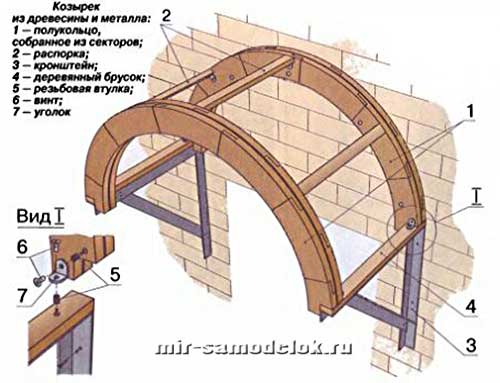 Козырек
из древесины и металла:
1 — полукольцо,
собранное из секторов;
2 — распорка;
3 — кронштейн;
4 — деревянный брусок;
5 — резьбовая втулка;
6 — винт;
7 — уголок
2
1
I
Вид I
6
5
7
4
3
mir-samodelok.ru